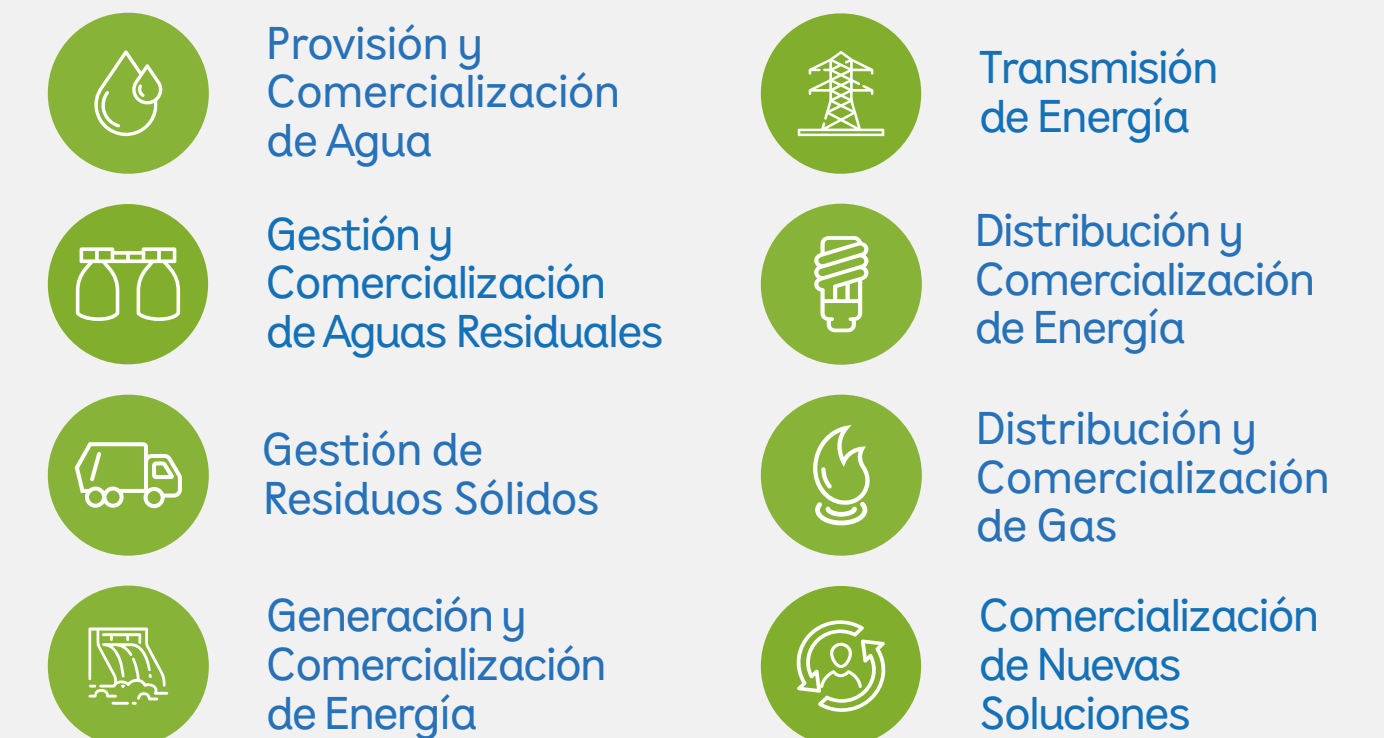 Provisión y
Comercialización
de Agua
Gestión y
Comercialización
de Aguas Residuales
Gestión de
Residuos Sólidos
Generación y
Comercialización
de Energía
Transmisión
de Energía
Distribución y
Comercialización
de Energía
Distribución y
Comercialización
de Gas
Comercialización
de Nuevas
Soluciones